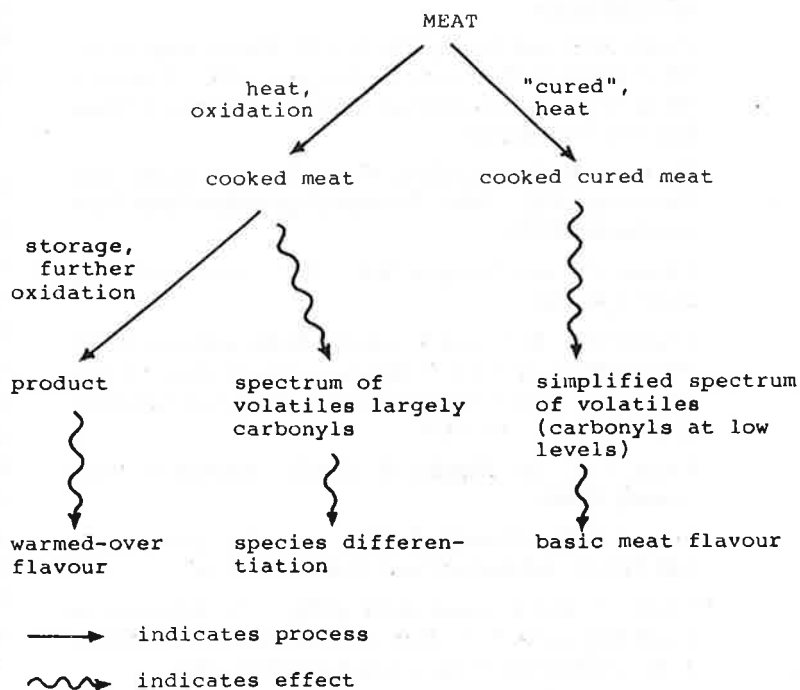 MEAT
heat,
oxidation
"cured",
heat
cooked meat
cooked cured meat
storage,
further
oxidation
product
spectrum of
volatiles largely
carbonyls
simplified spectrum
of volatiles
(carbonyls at low
levels)
warmed-over
flavour
species differen-
tiation
basic meat flavour
indicates process
indicates effect